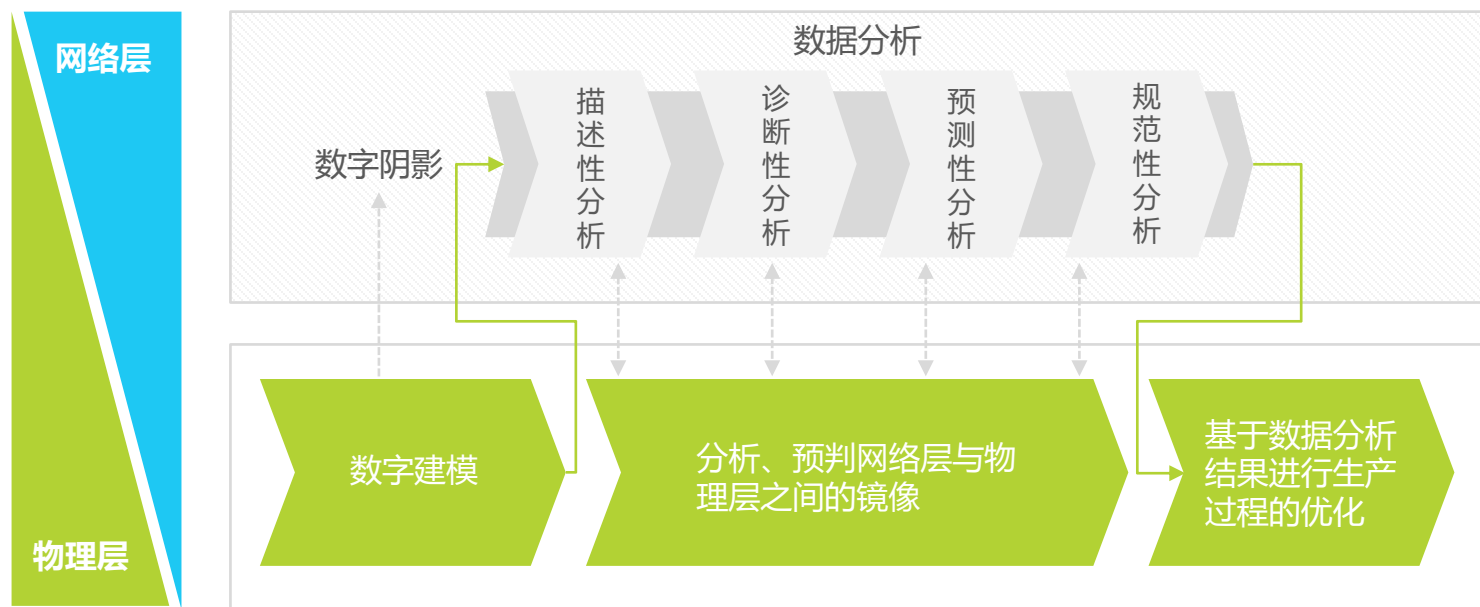 网络层
数据分析
数字阴影
描述性分析
诊断性分析
预测性分析
规范性分析
数字建模
分析、预判网络层与物
理层之间的镜像
基于数据分析
结果进行生产
过程的优化
物理层